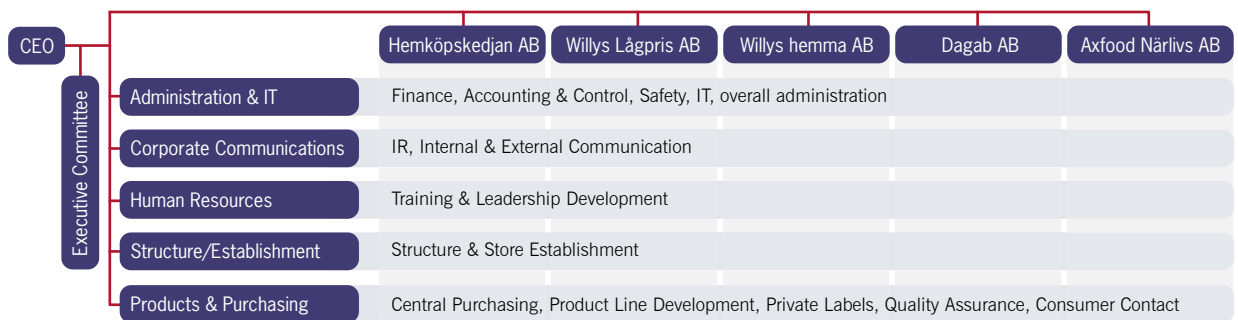 CEO
Hemköpskedjan AB
Willys Lågpris AB
Willys hemma AB
Dagab AB
Axfood Närlivs AB
Executive Committee
Administration & IT
Finance, Accounting & Control, Safety, IT, overall administration
Corporate Communications
IR, Internal & External Communication
Human Resources
Training & Leadership Development
Structure/Establishment
Structure & Store Establishment
Products & Purchasing
Central Purchasing, Product Line Development, Private Labels, Quality Assurance, Consumer Contact